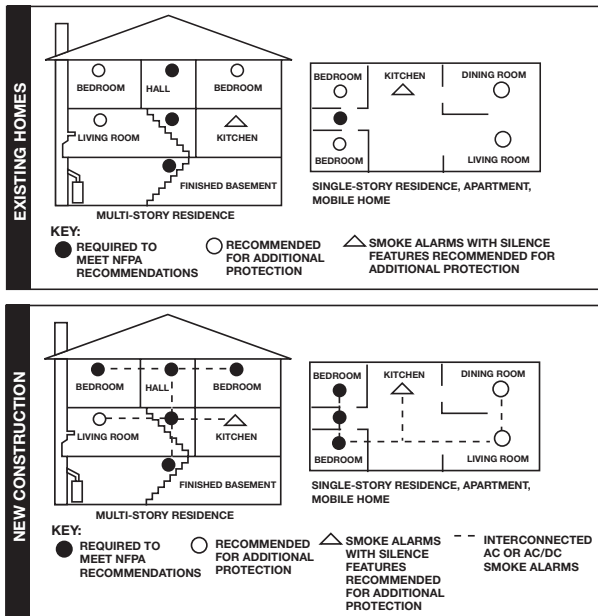 EXISTING HOMES
BEDROOM HALL BEDROOM
LIVING ROOM KITCHEN
FINISHED BASEMENT
MULTI-STORY RESIDENCE
BEDROOM KITCHEN DINING ROOM
BEDROOM LIVING ROOM
SINGLE-STORY RESIDENCE, APARTMENT,
MOBILE HOME
KEY:
REQUIRED TO
MEET NFPA
RECOMMENDATIONS
RECOMMENDED
FOR ADDITIONAL
PROTECTION
SMOKE ALARMS WITH SILENCE
FEATURES RECOMMENDED FOR
ADDITIONAL PROTECTION
NEW CONSTRUCTION
BEDROOM HALL BEDROOM
LIVING ROOM KITCHEN
FINISHED BASEMENT
MULTI-STORY RESIDENCE
BEDROOM KITCHEN DINING ROOM
BEDROOM LIVING ROOM
SINGLE-STORY RESIDENCE, APARTMENT,
MOBILE HOME
KEY:
REQUIRED TO
MEET NFPA
RECOMMENDATIONS
RECOMMENDED
FOR ADDITIONAL
PROTECTION
SMOKE ALARMS
WITH SILENCE
FEATURES
RECOMMENDED
FOR ADDITIONAL
PROTECTION
INTERCONNECTED
AC OR AC/DC
SMOKE ALARMS